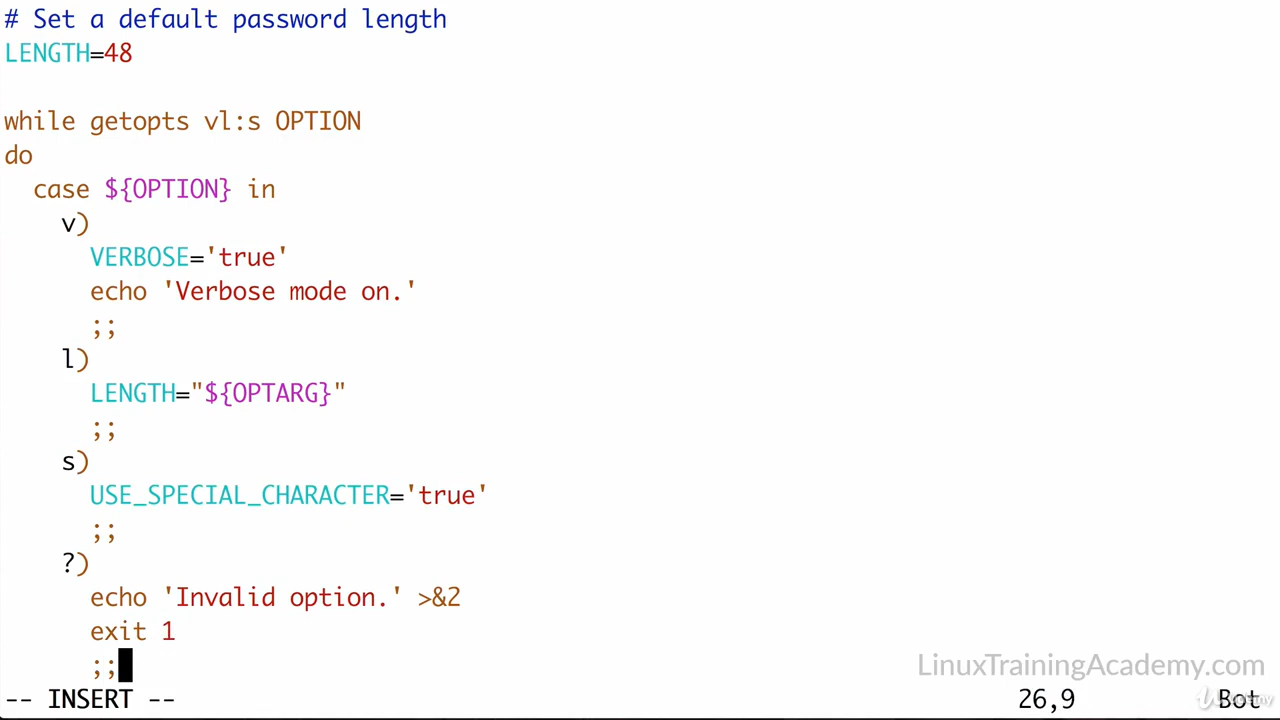 # Set a default password length
LENGTH=48
while getopts vl:s OPTION
do
  case ${OPTION} in
    v)
      VERBOSE='true'
      echo 'Verbose mode on.'
      ;;
    l)
      LENGTH="${OPTARG}"
      ;;
    s)
      USE_SPECIAL_CHARACTER='true'
      ;;
    ?)
      echo 'Invalid option.' >&2
      exit 1
      ;;
LinuxTrainingAcademy.com
-- INSERT -- 26,9 Bot
Udemy